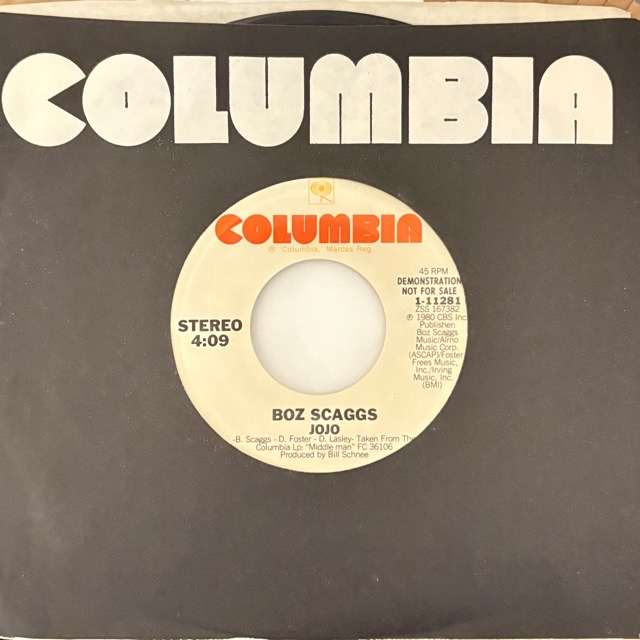 COLUMBIA
COLUMBIA
® "Columbia," Marcas Reg.
45 RPM
DEMONSTRATION
NOT FOR SALE
1-11281
ZSS 167382
℗ 1980 CBS Inc.
Publisher:
Boz Scaggs
Music/Almo
Music Corp.
(ASCAP)/Foster
Frees Music,
Inc./Irving
Music, Inc.
(BMI)
STEREO
4:09
BOZ SCAGGS
JOJO
-B. Scaggs - D. Foster - D. Lasley- Taken From The
Columbia Lp: "Middle man" FC 36106
Produced by Bill Schnee